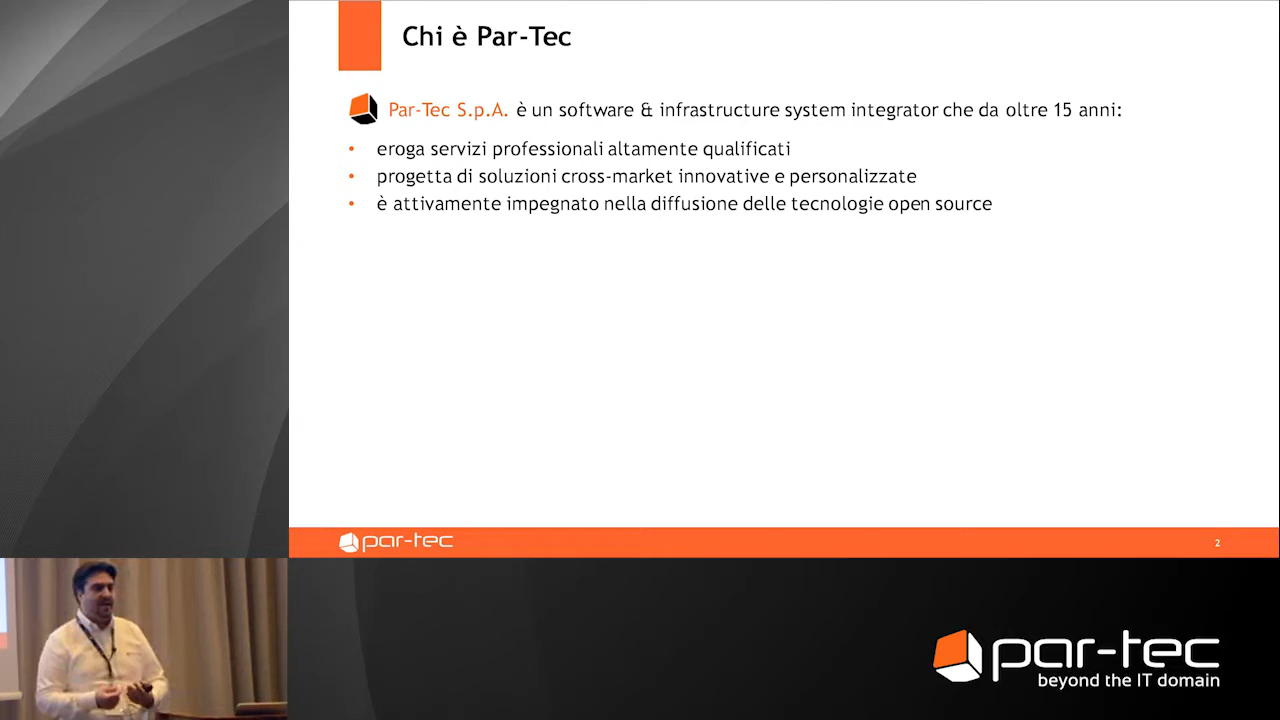 Chi è Par-Tec
Par-Tec S.p.A. è un software & infrastructure system integrator che da oltre 15 anni:
• eroga servizi professionali altamente qualificati
• progetta di soluzioni cross-market innovative e personalizzate
• è attivamente impegnato nella diffusione delle tecnologie open source
par-tec
2
par-tec
beyond the IT domain